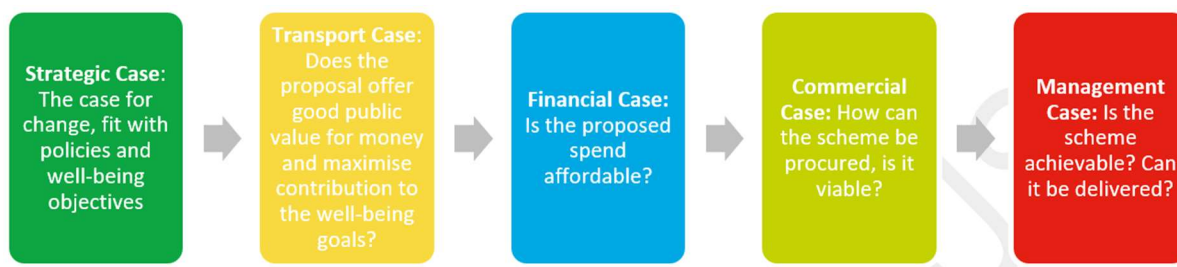 Strategic Case:
The case for
change, fit with
policies and
well-being
objectives
Transport Case:
Does the
proposal offer
good public
value for money
and maximise
contribution to
the well-being
goals?
Financial Case:
Is the proposed
spend
affordable?
Commercial
Case: How can
the scheme be
procured, is it
viable?
Management
Case: Is the
scheme
achievable? Can
it be delivered?